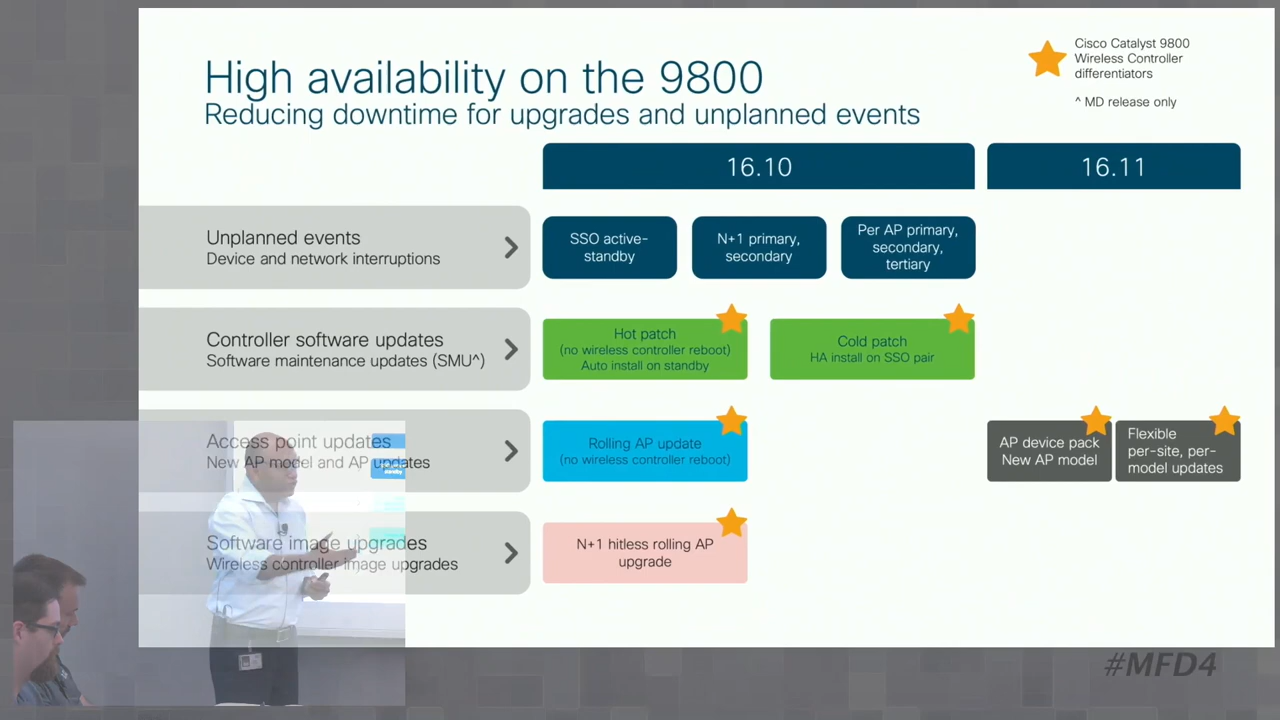 High availability on the 9800
Reducing downtime for upgrades and unplanned events
Cisco Catalyst 9800
Wireless Controller
differentiators
^ MD release only
16.10
16.11
Unplanned events
Device and network interruptions
SSO active-
standby
N+1 primary,
secondary
Per AP primary,
secondary,
tertiary
Controller software updates
Software maintenance updates (SMU^)
Hot patch
(no wireless controller reboot)
Auto install on standby
Cold patch
HA install on SSO pair
Access point updates
New AP model and AP updates
Rolling AP update
(no wireless controller reboot)
AP device pack
New AP model
Flexible
per-site, per-
model updates
Software image upgrades
Wireless controller image upgrades
N+1 hitless rolling AP
upgrade
#MFD4